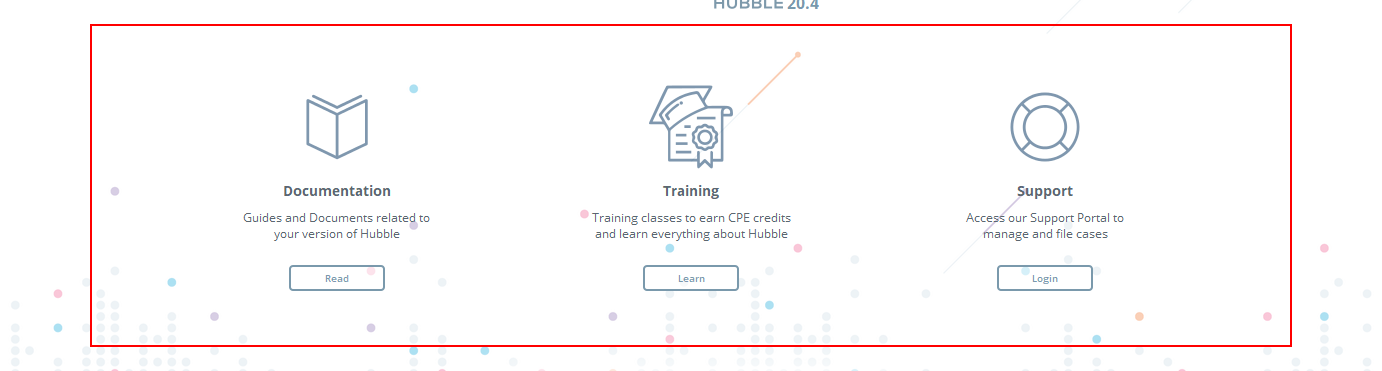 HUBBLE 20.4
Documentation
Guides and Documents related to
your version of Hubble
Read
Training
Training classes to earn CPE credits
and learn everything about Hubble
Learn
Support
Access our Support Portal to
manage and file cases
Login